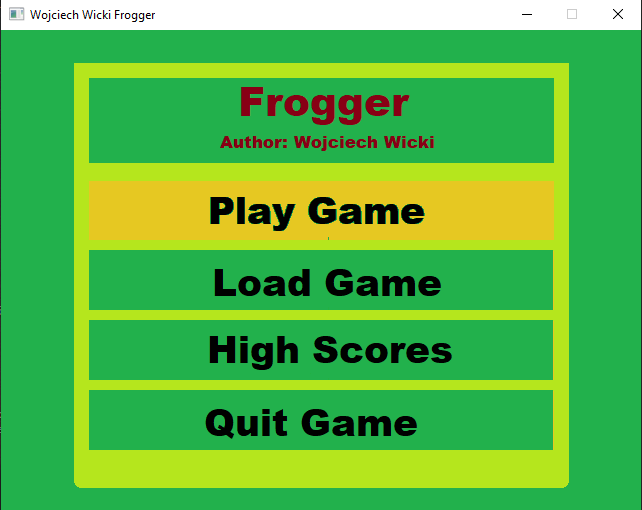 Wojciech Wicki Frogger
Frogger
Author: Wojciech Wicki
Play Game
Load Game
High Scores
Quit Game